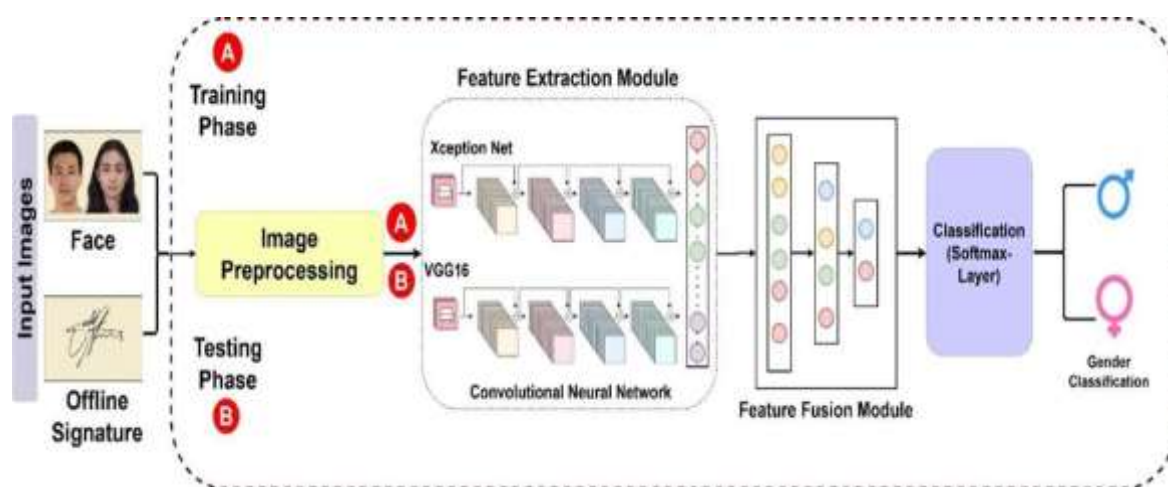 Input Images
Face
Offline
Signature
A
Training
Phase
Image
Preprocessing
Testing
Phase
B
A
B
Feature Extraction Module
Xception Net
VGG16
Convolutional Neural Network
Feature Fusion Module
Classification
(Softmax-
Layer)
Gender
Classification